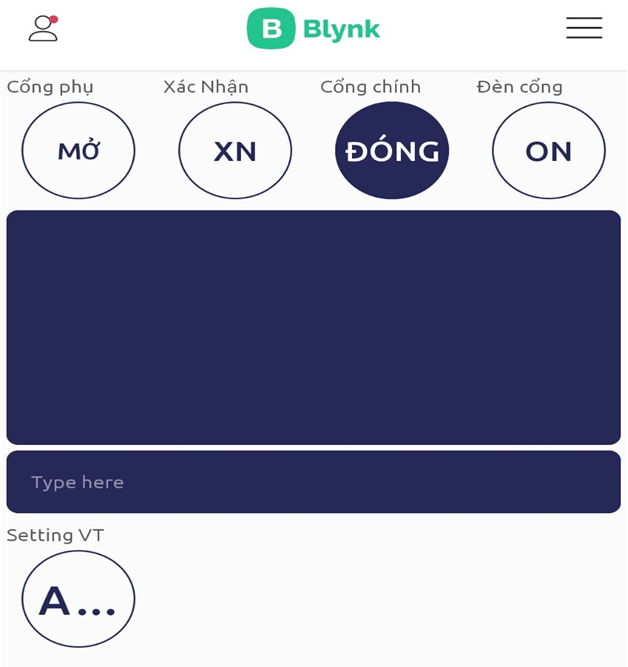 B Blynk
Cổng phụ Xác Nhận Cổng chính Đèn cổng
MỞ XN ĐÓNG ON
Type here
Setting VT
A...